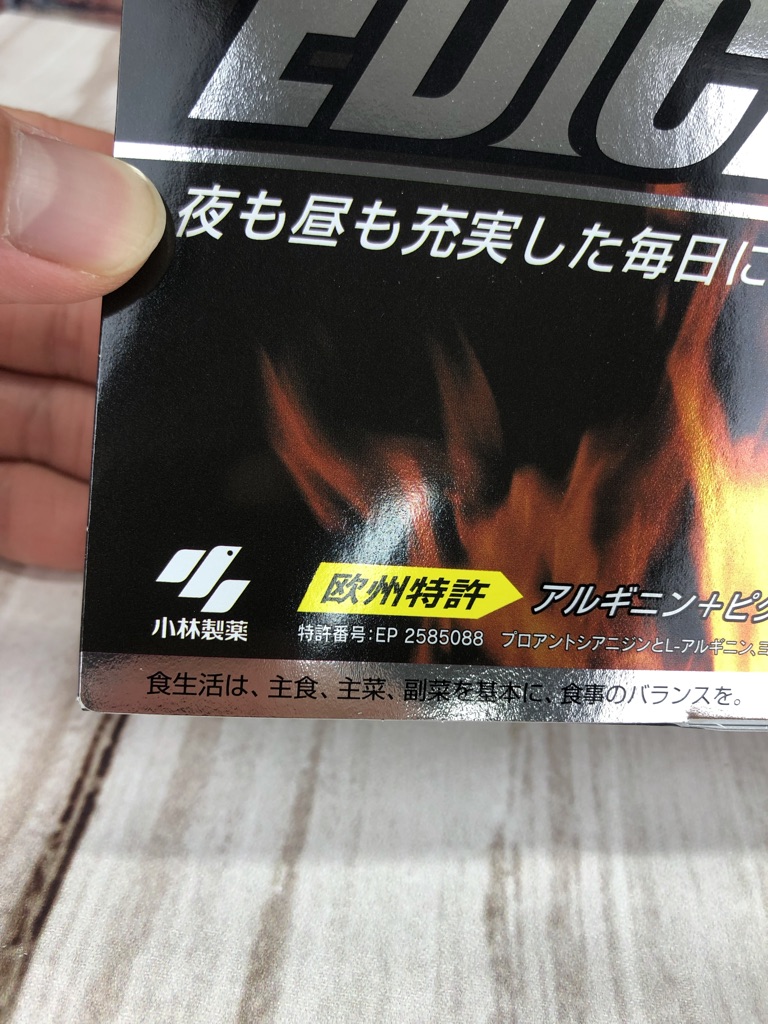 EDIC
夜も昼も充実した毎日に
小林製薬
欧州特許
アルギニン+ピク
特許番号:EP 2585088 プロアントシアニジンとL-アルギニン、ミ
食生活は、主食、主菜、副菜を基本に、食事のバランスを。